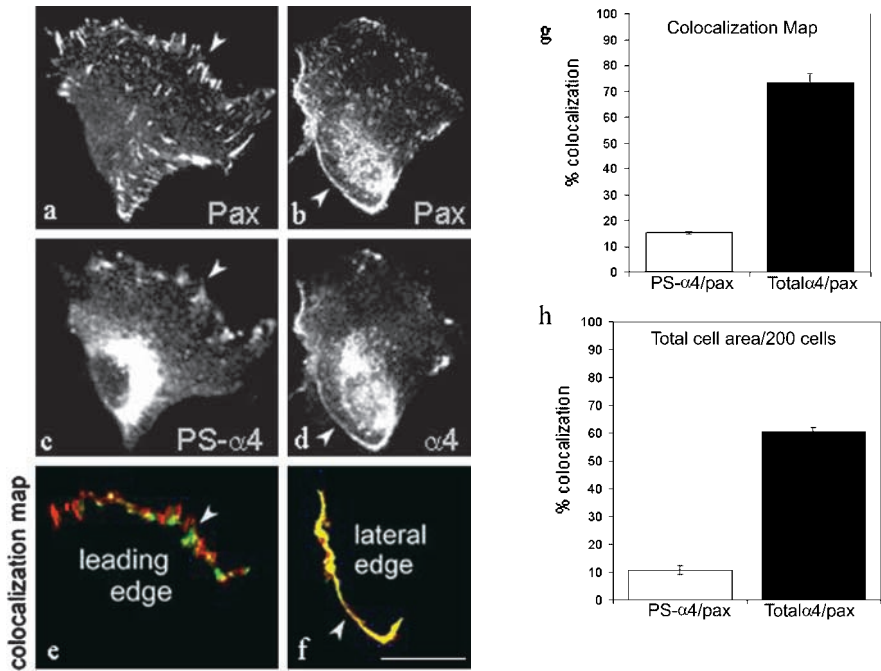 a
Pax
b
Pax
c
PS-α4
d
α4
colocalization map
leading
edge
e
lateral
edge
f
g
Colocalization Map
% colocalization
100
90
80
70
60
50
40
30
20
10
0
PS-α4/pax
Totalα4/pax
h
Total cell area/200 cells
% colocalization
100
90
80
70
60
50
40
30
20
10
0
PS-α4/pax
Totalα4/pax